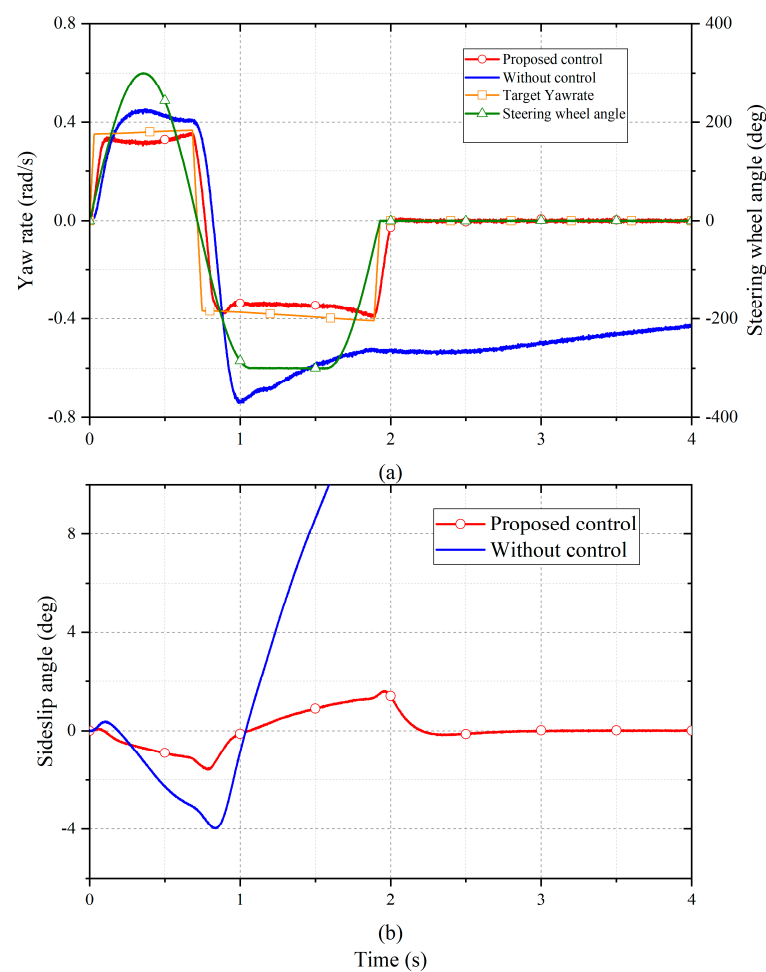 0.8
0.4
0.0
-0.4
-0.8
Yaw rate (rad/s)
400
200
0
-200
-400
Steering wheel angle (deg)
Proposed control
Without control
Target Yawrate
Steering wheel angle
0 1 2 3 4
(a)
8
4
0
-4
Sideslip angle (deg)
Proposed control
Without control
0 1 2 3 4
(b)
Time (s)